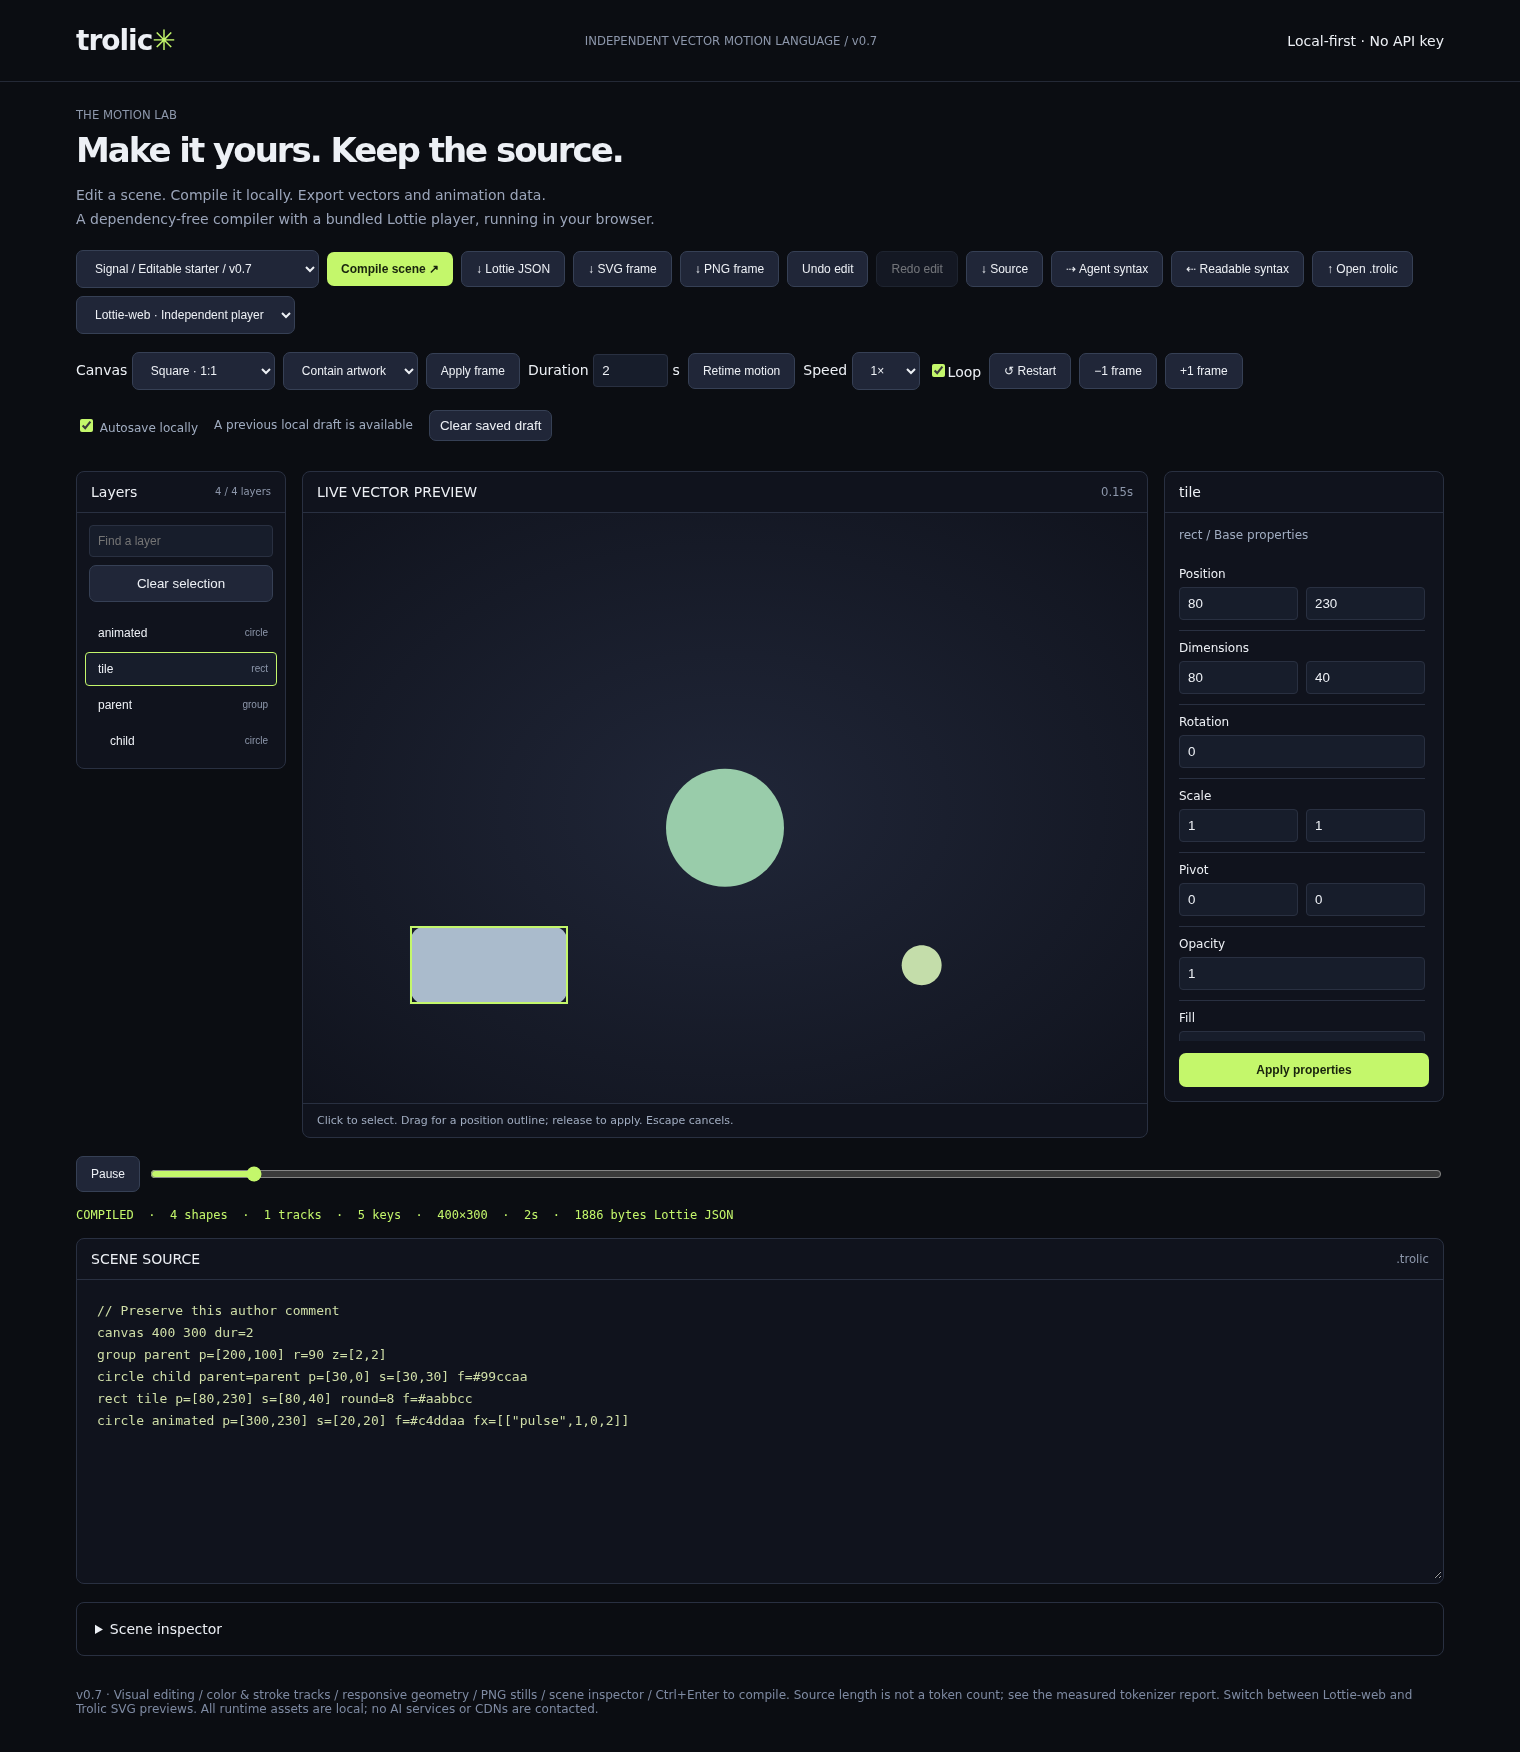 trolic✳
INDEPENDENT VECTOR MOTION LANGUAGE / v0.7
Local-first · No API key
THE MOTION LAB
Make it yours. Keep the source.
Edit a scene. Compile it locally. Export vectors and animation data.
A dependency-free compiler with a bundled Lottie player, running in your browser.
Signal / Editable starter / v0.7
Compile scene ↗
↓ Lottie JSON
↓ SVG frame
↓ PNG frame
Undo edit
Redo edit
↓ Source
⇢ Agent syntax
⇠ Readable syntax
↑ Open .trolic
Lottie-web · Independent player
Canvas
Square · 1:1
Contain artwork
Apply frame
Duration 2 s
Retime motion
Speed 1×
Loop
↺ Restart
−1 frame
+1 frame
Autosave locally
A previous local draft is available
Clear saved draft
Layers
4 / 4 layers
Find a layer
Clear selection
animated circle
tile rect
parent group
child circle
LIVE VECTOR PREVIEW
0.15s
Click to select. Drag for a position outline; release to apply. Escape cancels.
tile
rect / Base properties
Position
80 230
Dimensions
80 40
Rotation
0
Scale
1 1
Pivot
0 0
Opacity
1
Fill
Apply properties
Pause
COMPILED · 4 shapes · 1 tracks · 5 keys · 400×300 · 2s · 1886 bytes Lottie JSON
SCENE SOURCE
.trolic
// Preserve this author comment
canvas 400 300 dur=2
group parent p=[200,100] r=90 z=[2,2]
circle child parent=parent p=[30,0] s=[30,30] f=#99ccaa
rect tile p=[80,230] s=[80,40] round=8 f=#aabbcc
circle animated p=[300,230] s=[20,20] f=#c4ddaa fx=[["pulse",1,0,2]]
▶ Scene inspector
v0.7 · Visual editing / color & stroke tracks / responsive geometry / PNG stills / scene inspector / Ctrl+Enter to compile. Source length is not a token count; see the measured tokenizer report. Switch between Lottie-web and
Trolic SVG previews. All runtime assets are local; no AI services or CDNs are contacted.